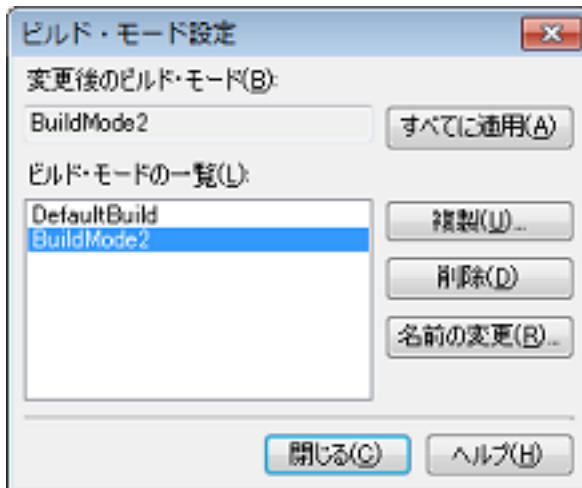 ビルド・モード設定
変更後のビルド・モード(B):
BuildMode2
すべてに適用(A)
ビルド・モードの一覧(L):
DefaultBuild
BuildMode2
複製(U)...
削除(D)
名前の変更(R)...
閉じる(C)
ヘルプ(H)